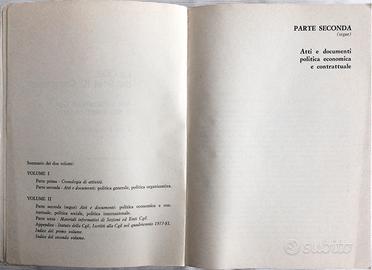 Sommario dei due volumi:
VOLUME I
Parte prima - Cronologia di attività.
Parte seconda - Atti e documenti: politica generale, politica organizzativa.
VOLUME II
Parte seconda (segue) Atti e documenti: politica economica e con-
trattuale, politica sociale, politica internazionale.
Parte terza - Materiali informativi di Sezioni ed Enti Cgil.
Appendice - Statuto della Cgil, Iscritti alla Cgil nel quadriennio 1977-81.
Indice del primo volume.
Indice del secondo volume.
PARTE SECONDA
(segue)
Atti e documenti
politica economica
e contrattuale
subito